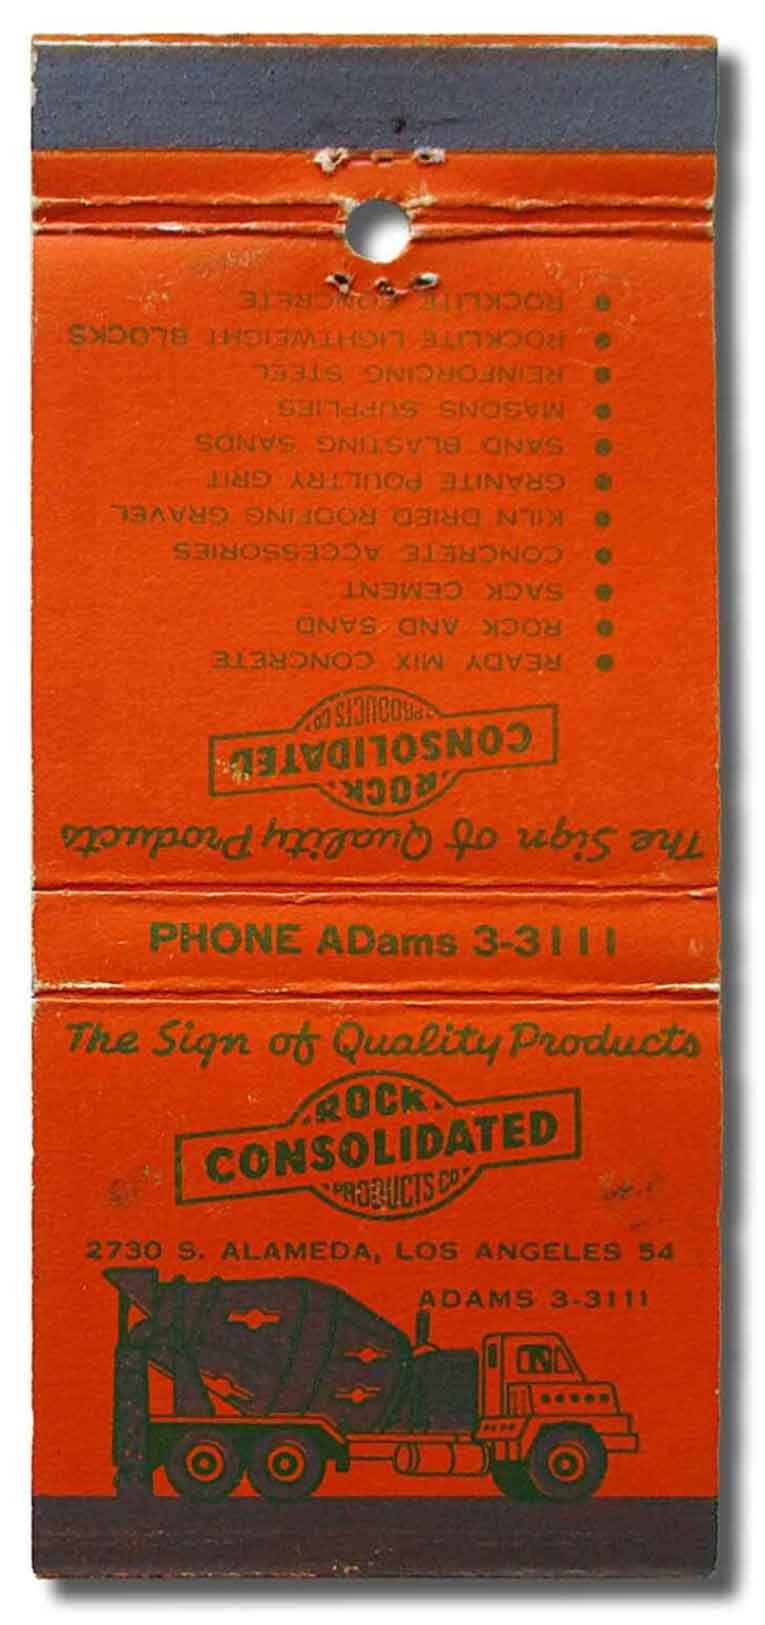 PHONE ADams 3-3111
The Sign of Quality Products
ROCK
CONSOLIDATED
PRODUCTS CO
2730 S. ALAMEDA, LOS ANGELES 54
ADAMS 3-3111
The Sign of Quality Products
ROCK
CONSOLIDATED
PRODUCTS CO
• READY MIX CONCRETE
• ROCK AND SAND
• SACK CEMENT
• CONCRETE ACCESSORIES
• KILN DRIED ROOFING GRAVEL
• GRANITE POULTRY GRIT
• SAND BLASTING SANDS
• MASONS SUPPLIES
• REINFORCING STEEL
• ROCKLITE LIGHTWEIGHT BLOCKS
• ROCKLITE CONCRETE